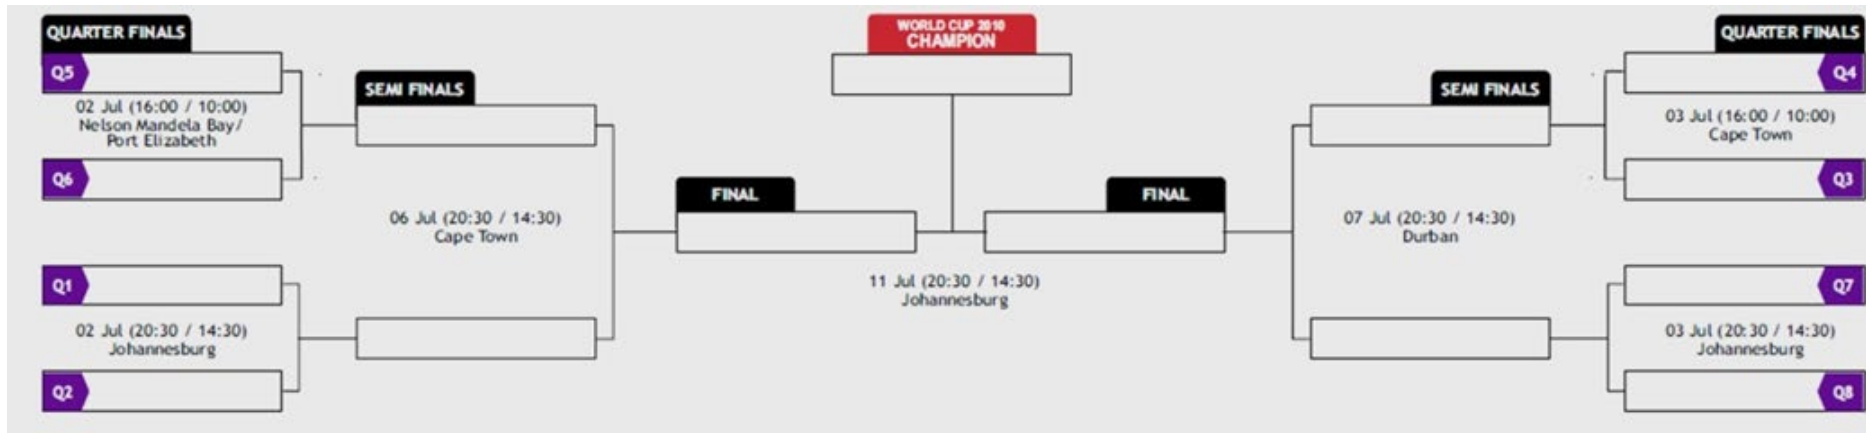 QUARTER FINALS
Q5
02 Jul (16:00 / 10:00)
Nelson Mandela Bay/
Port Elizabeth
Q6
Q1
02 Jul (20:30 / 14:30)
Johannesburg
Q2
SEMI FINALS
06 Jul (20:30 / 14:30)
Cape Town
FINAL
WORLD CUP 2010
CHAMPION
11 Jul (20:30 / 14:30)
Johannesburg
FINAL
SEMI FINALS
07 Jul (20:30 / 14:30)
Durban
QUARTER FINALS
Q4
03 Jul (16:00 / 10:00)
Cape Town
Q3
Q7
03 Jul (20:30 / 14:30)
Johannesburg
Q8